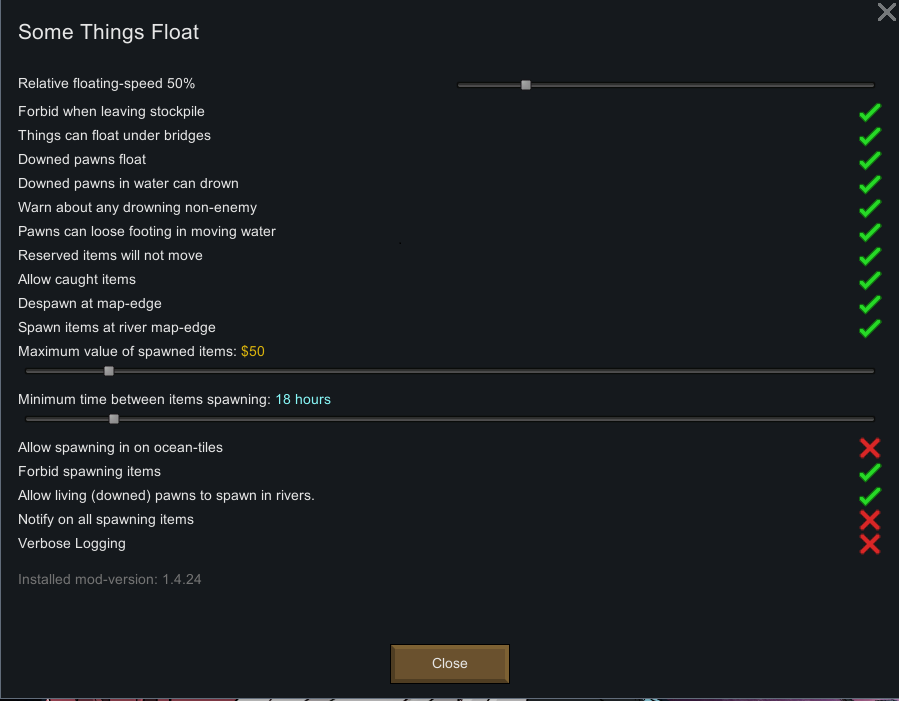 Some Things Float
Relative floating-speed 50%
Forbid when leaving stockpile
Things can float under bridges
Downed pawns float
Downed pawns in water can drown
Warn about any drowning non-enemy
Pawns can loose footing in moving water
Reserved items will not move
Allow caught items
Despawn at map-edge
Spawn items at river map-edge
Maximum value of spawned items: $50
Minimum time between items spawning: 18 hours
Allow spawning in on ocean-tiles
Forbid spawning items
Allow living (downed) pawns to spawn in rivers.
Notify on all spawning items
Verbose Logging
Installed mod-version: 1.4.24
Close